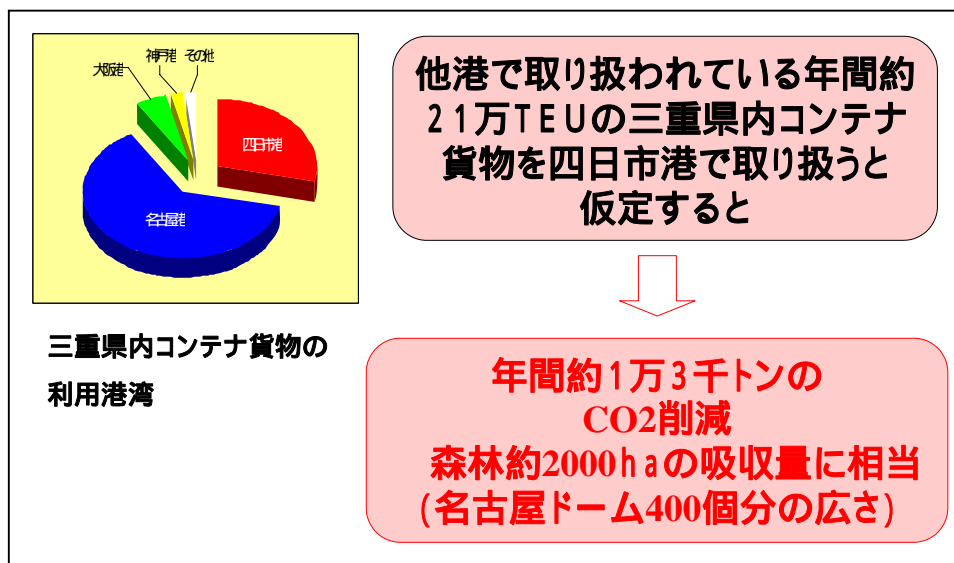 大阪港
神戸港
その他
四日市港
名古屋港
三重県内コンテナ貨物の
利用港湾
他港で取り扱われている年間約
21万TEUの三重県内コンテナ
貨物を四日市港で取り扱うと
仮定すると
年間約1万3千トンの
CO2削減
森林約2000haの吸収量に相当
(名古屋ドーム400個分の広さ)